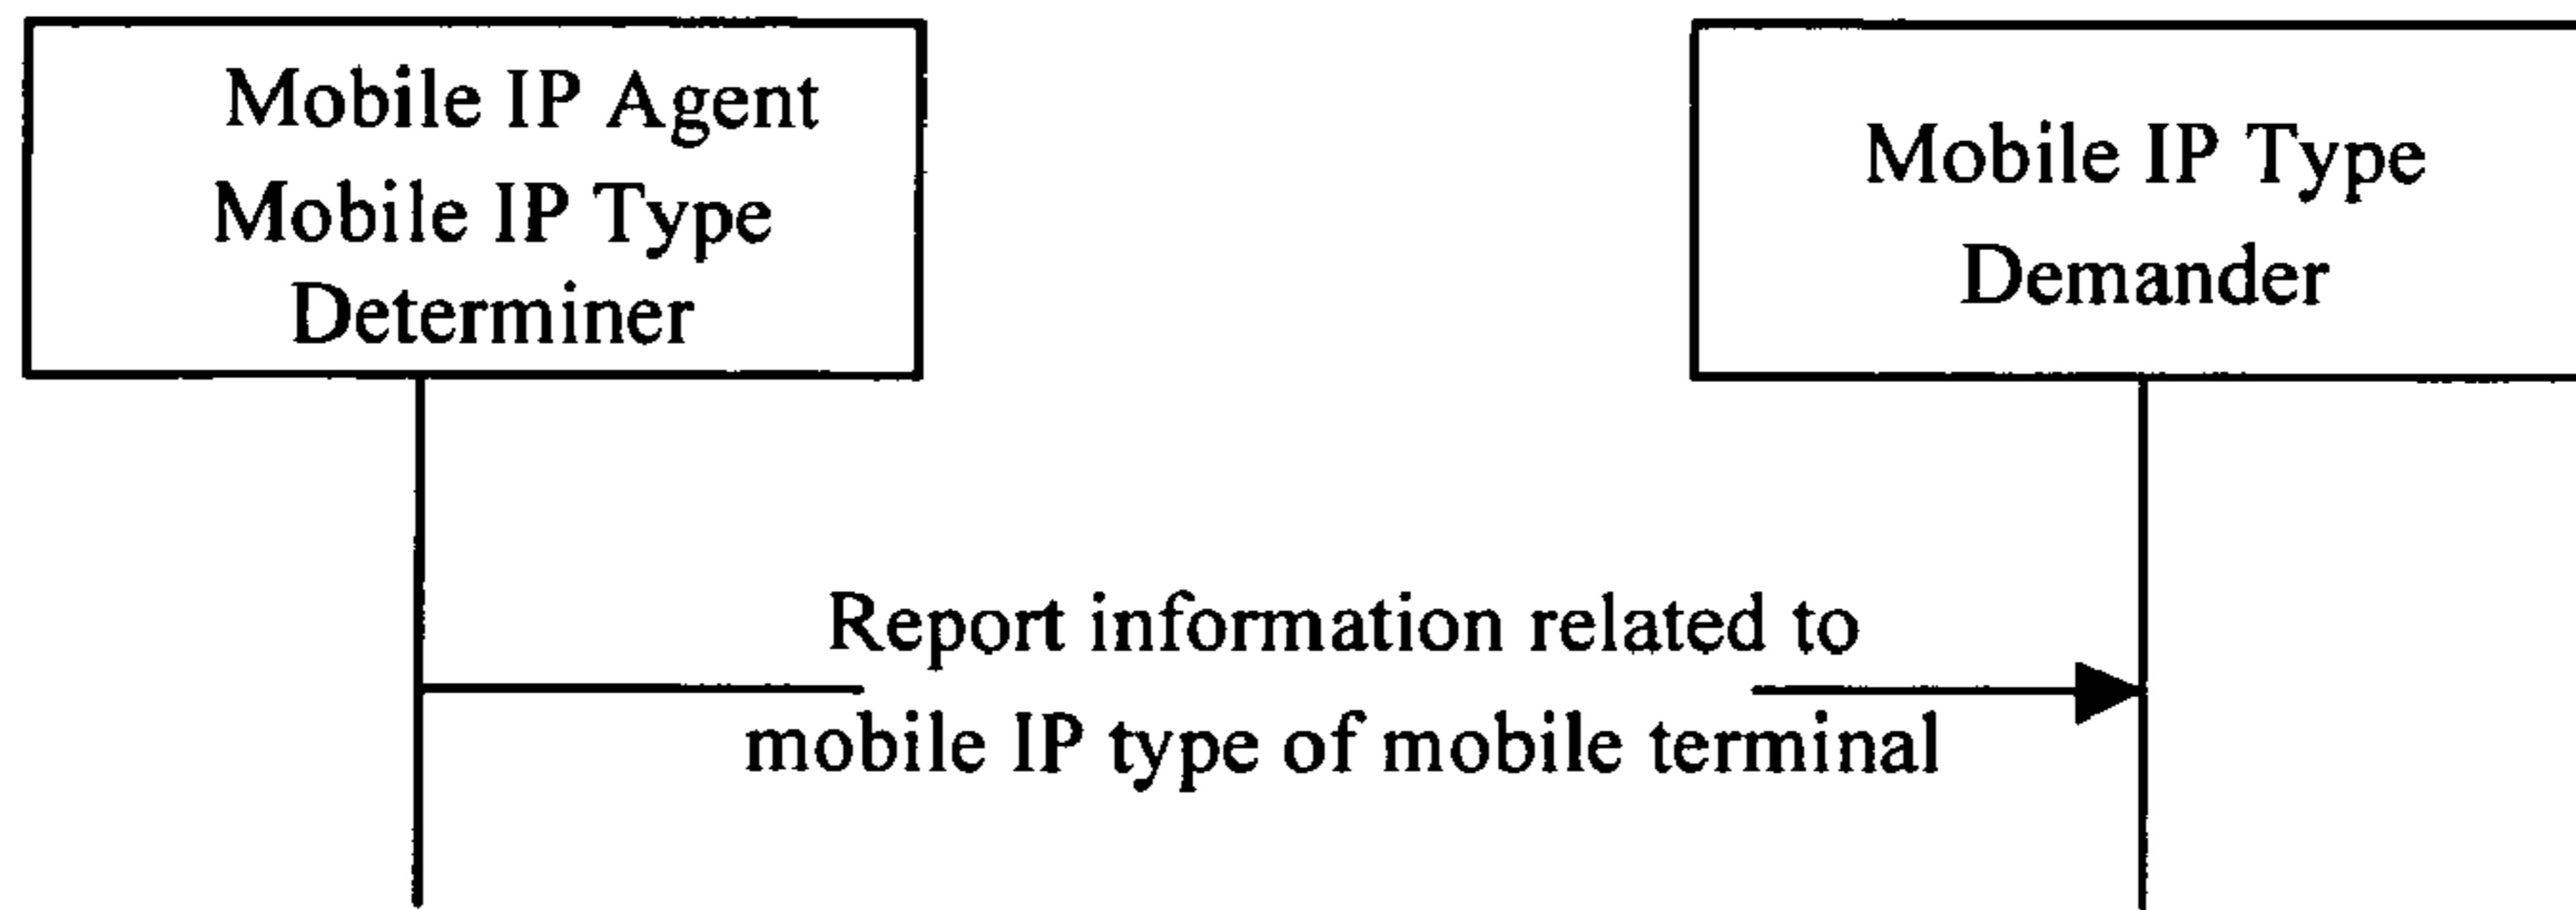 Mobile IP Agent
Mobile IP Type
Determiner
Mobile IP Type
Demander
Report information related to
mobile IP type of mobile terminal